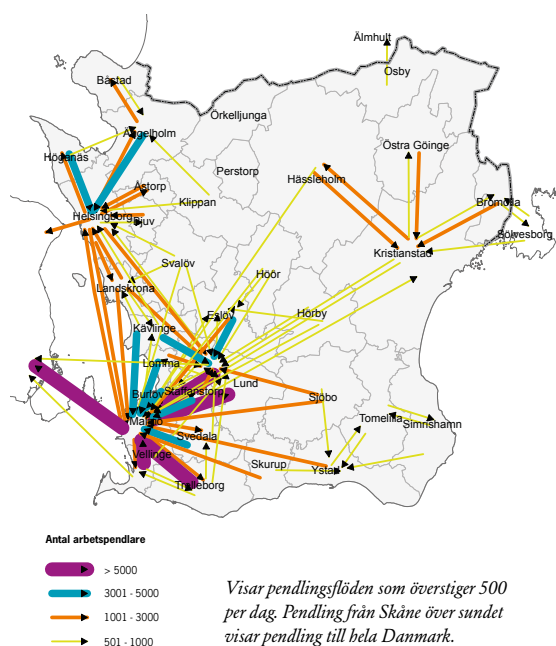 Älmhult
Osby
Båstad
Örkelljunga
Ängelholm
Östra Göinge
Höganäs
Perstorp
Hässleholm
Åstorp
Klippan
Bromölla
Helsingborg
Bjuv
Sölvesborg
Kristianstad
Svalöv
Höör
Landskrona
Eslöv
Hörby
Kävlinge
Lomma
Lund
Burlöv
Staffanstorp
Sjöbo
Malmö
Tomelilla
Simrishamn
Svedala
Vellinge
Skurup
Ystad
Trelleborg
Antal arbetspendlare
> 5000
3001 - 5000
1001 - 3000
501 - 1000
Visar pendlingsflöden som överstiger 500
per dag. Pendling från Skåne över sundet
visar pendling till hela Danmark.